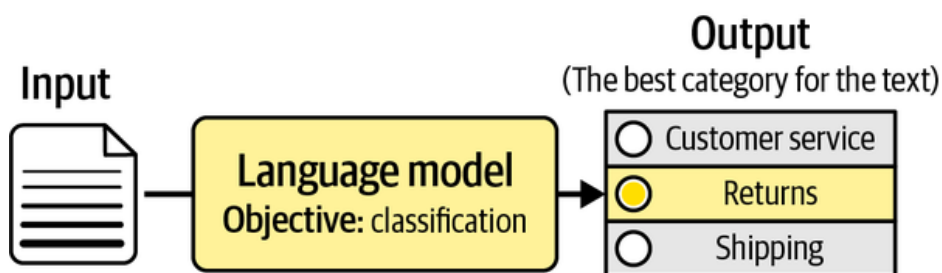 Input
Language model
Objective: classification
Output
(The best category for the text)
Customer service
Returns
Shipping